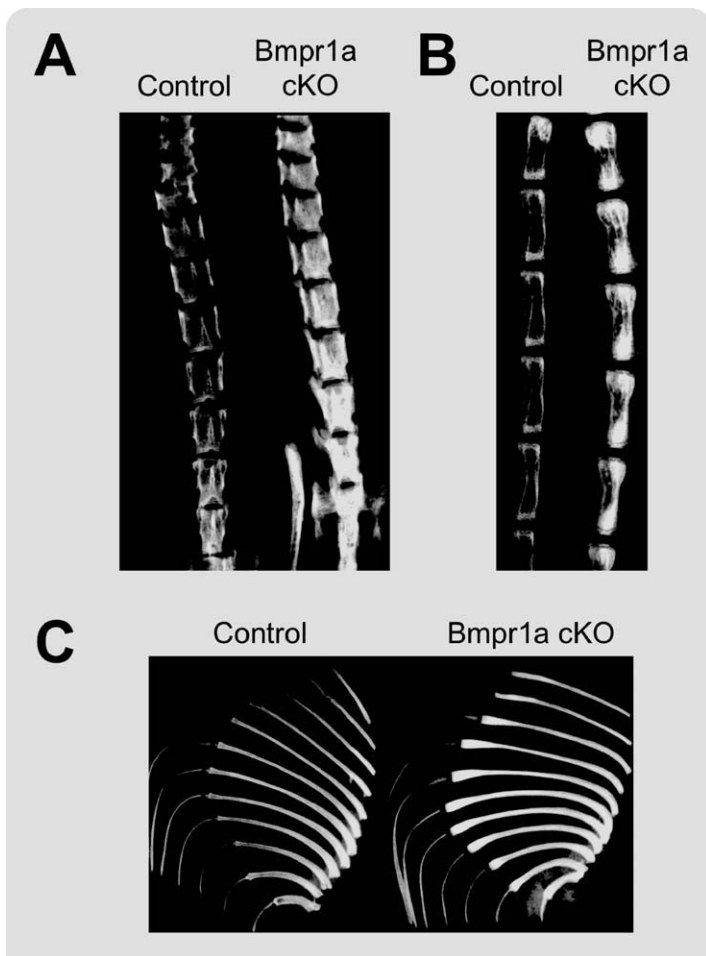 A
Control
Bmpr1a
cKO
B
Control
Bmpr1a
cKO
C
Control
Bmpr1a cKO